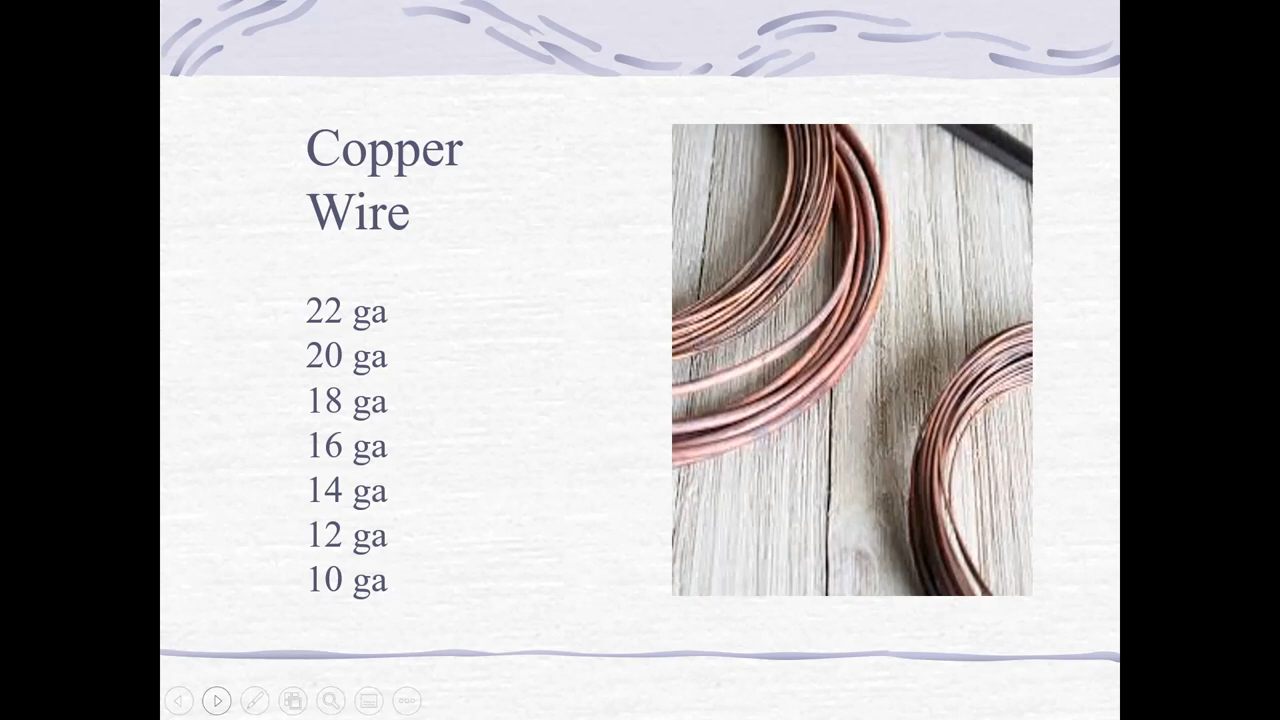 Copper
Wire
22 ga
20 ga
18 ga
16 ga
14 ga
12 ga
10 ga